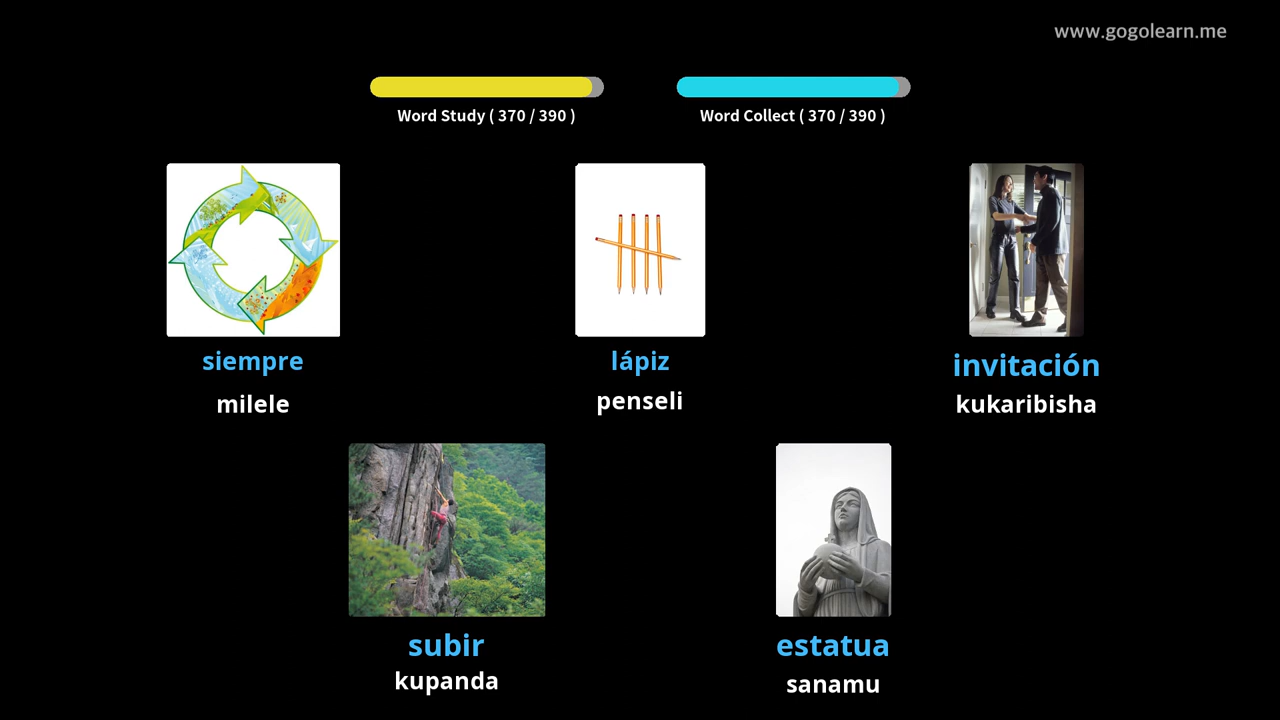 www.gogolearn.me
Word Study ( 370 / 390 )
Word Collect ( 370 / 390 )
siempre
milele
lápiz
penseli
invitación
kukaribisha
subir
kupanda
estatua
sanamu